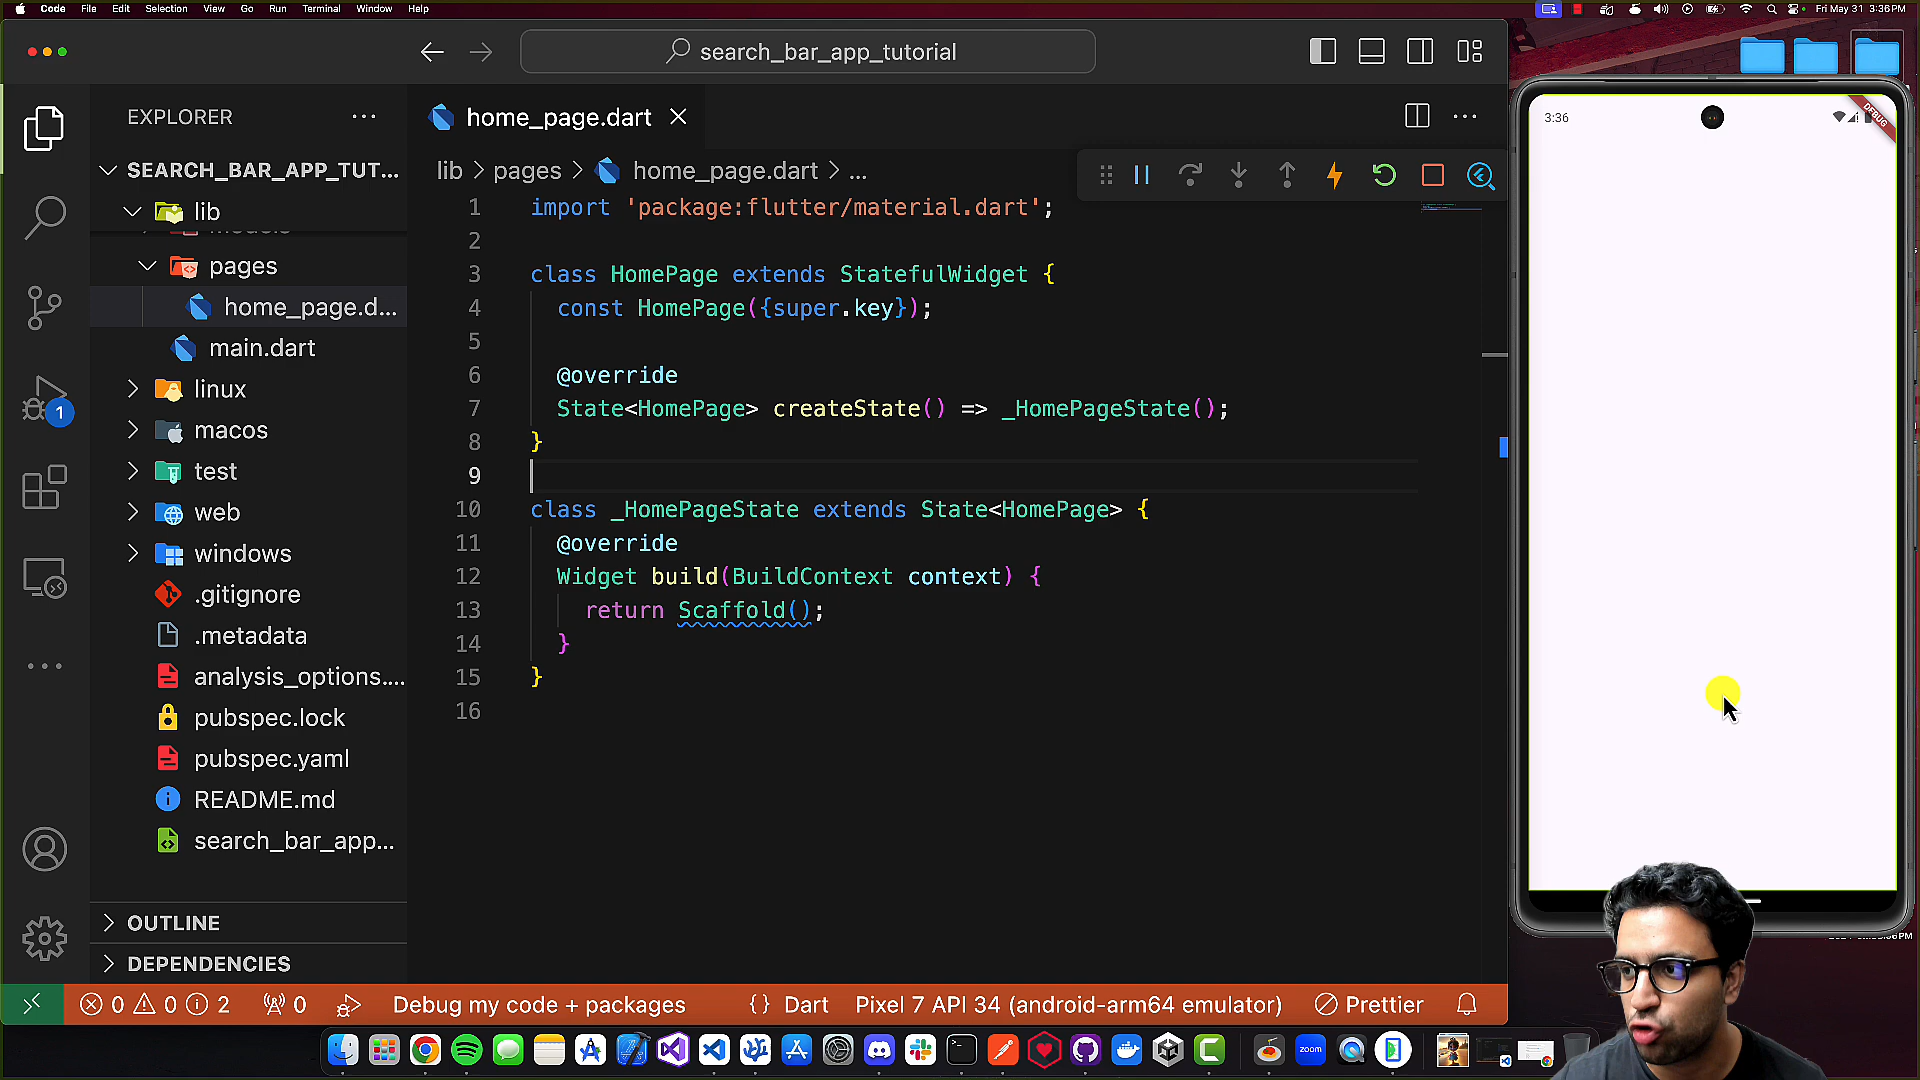 Code File Edit Selection View Go Run Terminal Window Help
Fri May 31 3:36 PM
search_bar_app_tutorial
EXPLORER
SEARCH_BAR_APP_TUT...
lib
models
pages
home_page.d...
main.dart
linux
macos
test
web
windows
.gitignore
.metadata
analysis_options....
pubspec.lock
pubspec.yaml
README.md
search_bar_app...
OUTLINE
DEPENDENCIES
1
home_page.dart
lib > pages > home_page.dart > ...
1 import 'package:flutter/material.dart';
2
3 class HomePage extends StatefulWidget {
4 const HomePage({super.key});
5
6 @override
7 State<HomePage> createState() => _HomePageState();
8 }
9
10 class _HomePageState extends State<HomePage> {
11 @override
12 Widget build(BuildContext context) {
13 return Scaffold();
14 }
15 }
16
3:36
DEBUG
0 0 2 0 Debug my code + packages {} Dart Pixel 7 API 34 (android-arm64 emulator) Prettier
zoom